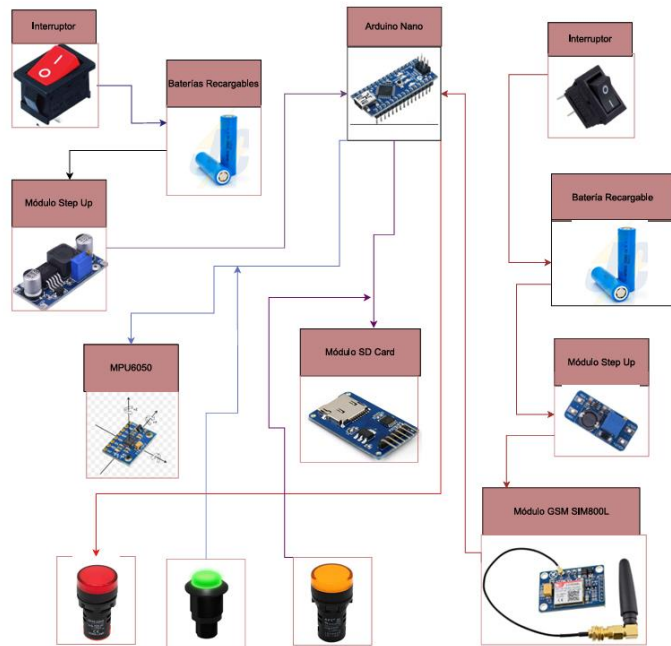 Interruptor
Arduino Nano
Interruptor
Baterías Recargables
Módulo Step Up
Batería Recargable
MPU6050
Módulo SD Card
Módulo Step Up
Módulo GSM SIM800L